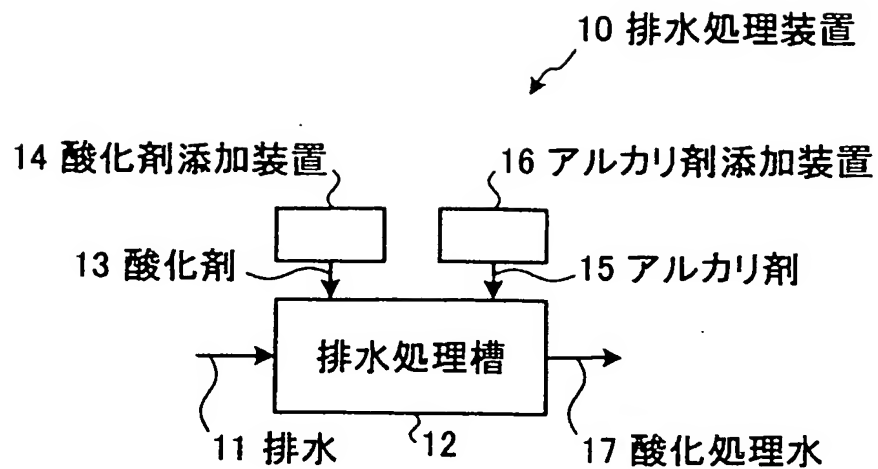 10 排水処理装置
14 酸化剤添加装置
16 アルカリ剤添加装置
13 酸化剤
15 アルカリ剤
排水処理槽
11 排水
12
17 酸化処理水